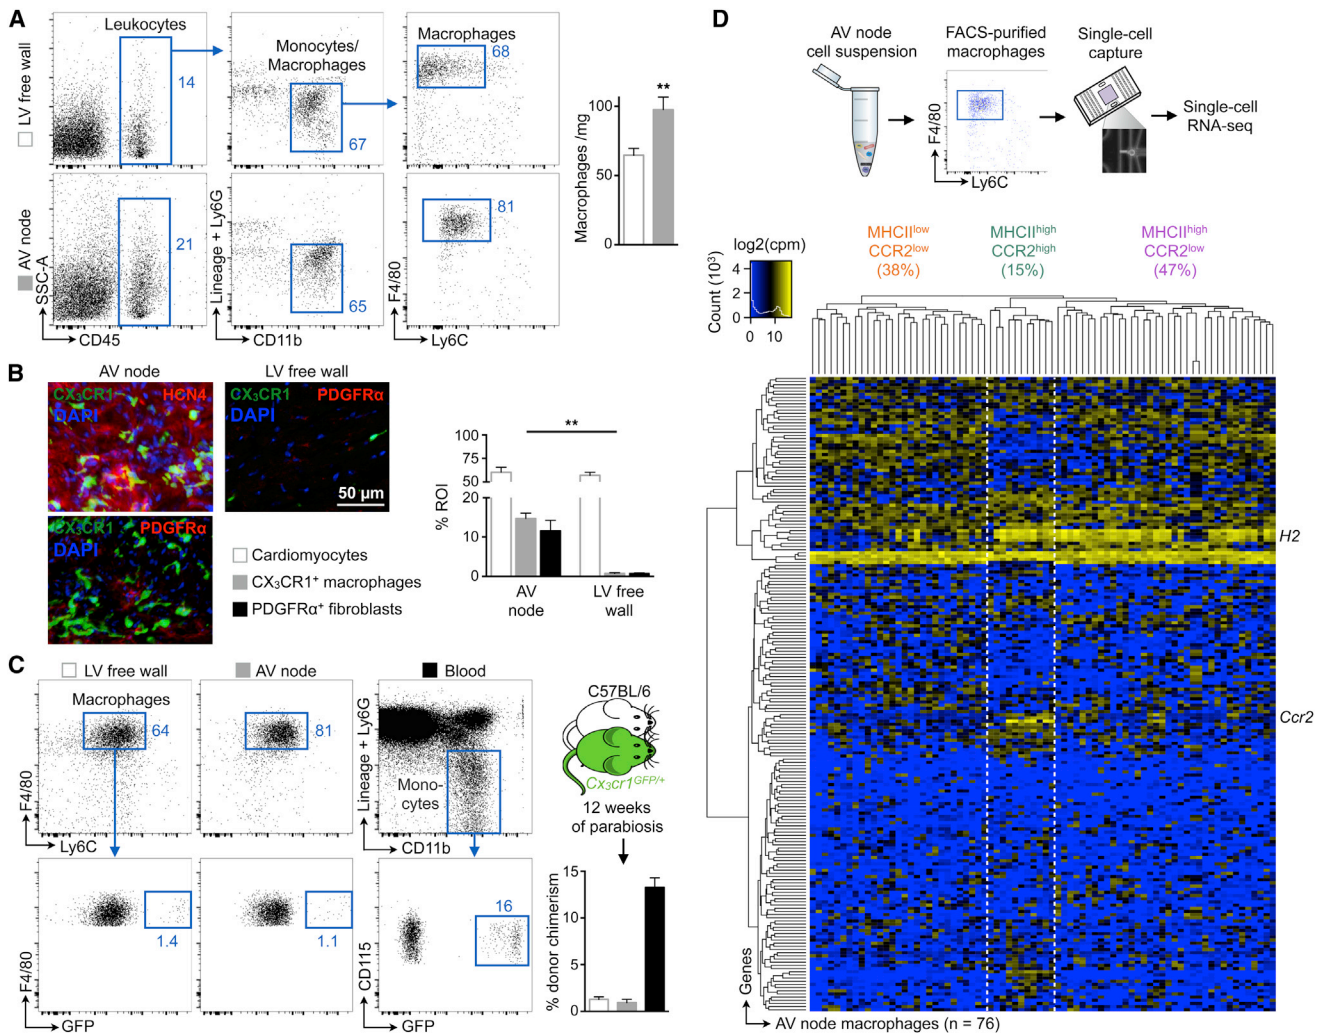 A
Leukocytes
Monocytes/
Macrophages
Macrophages
LV free wall
14
67
68
AV node
21
65
81
SSC-A
CD45
Lineage + Ly6G
CD11b
F4/80
Ly6C
**
Macrophages /mg
100
50
0
B
AV node
LV free wall
CX₃CR1
HCN4
DAPI
CX₃CR1
PDGFRα
DAPI
50 µm
CX₃CR1
PDGFRα
DAPI
**
% ROI
100
75
50
20
10
0
AV
node
LV free
wall
Cardiomyocytes
CX₃CR1⁺ macrophages
PDGFRα⁺ fibroblasts
C
LV free wall
AV node
Blood
Macrophages
64
81
Mono-
cytes
F4/80
Ly6C
Lineage + Ly6G
CD11b
1.4
1.1
16
F4/80
GFP
CD115
GFP
C57BL/6
Cx₃cr1ᴳᶠᴾ/⁺
12 weeks
of parabiosis
% donor chimerism
15
10
5
0
D
AV node
cell suspension
FACS-purified
macrophages
Single-cell
capture
Single-cell
RNA-seq
F4/80
Ly6C
log2(cpm)
Count (10³)
4
2
0
0
10
MHCIIlow
CCR2low
(38%)
MHCIIhigh
CCR2high
(15%)
MHCIIhigh
CCR2low
(47%)
H2
Ccr2
Genes
AV node macrophages (n = 76)